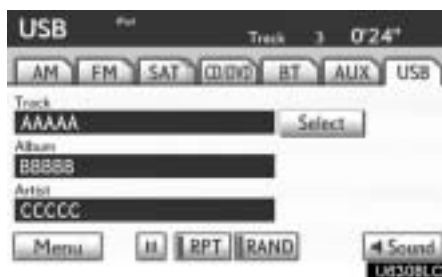 USB iPod Track 3 0'24"
AM FM SAT CD/DVD BT AUX USB
Track
AAAAA Select
Album
BBBBB
Artist
CCCCC
Menu II RPT RAND Sound